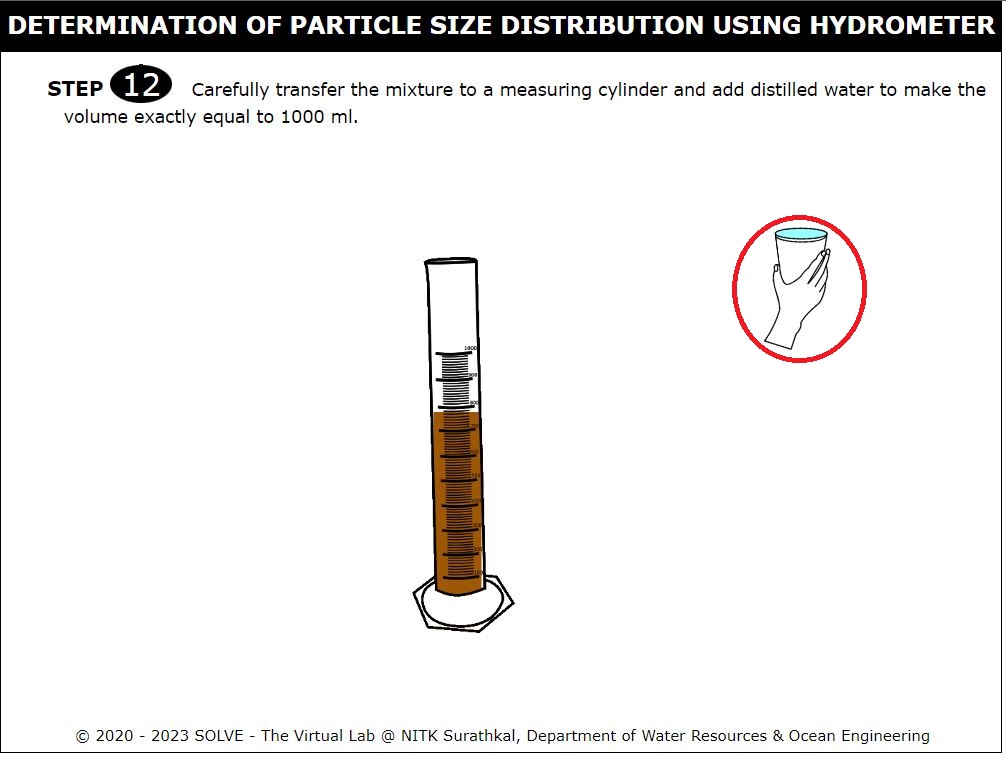 DETERMINATION OF PARTICLE SIZE DISTRIBUTION USING HYDROMETER
STEP 12 Carefully transfer the mixture to a measuring cylinder and add distilled water to make the
volume exactly equal to 1000 ml.
1000
900
800
© 2020 - 2023 SOLVE - The Virtual Lab @ NITK Surathkal, Department of Water Resources & Ocean Engineering